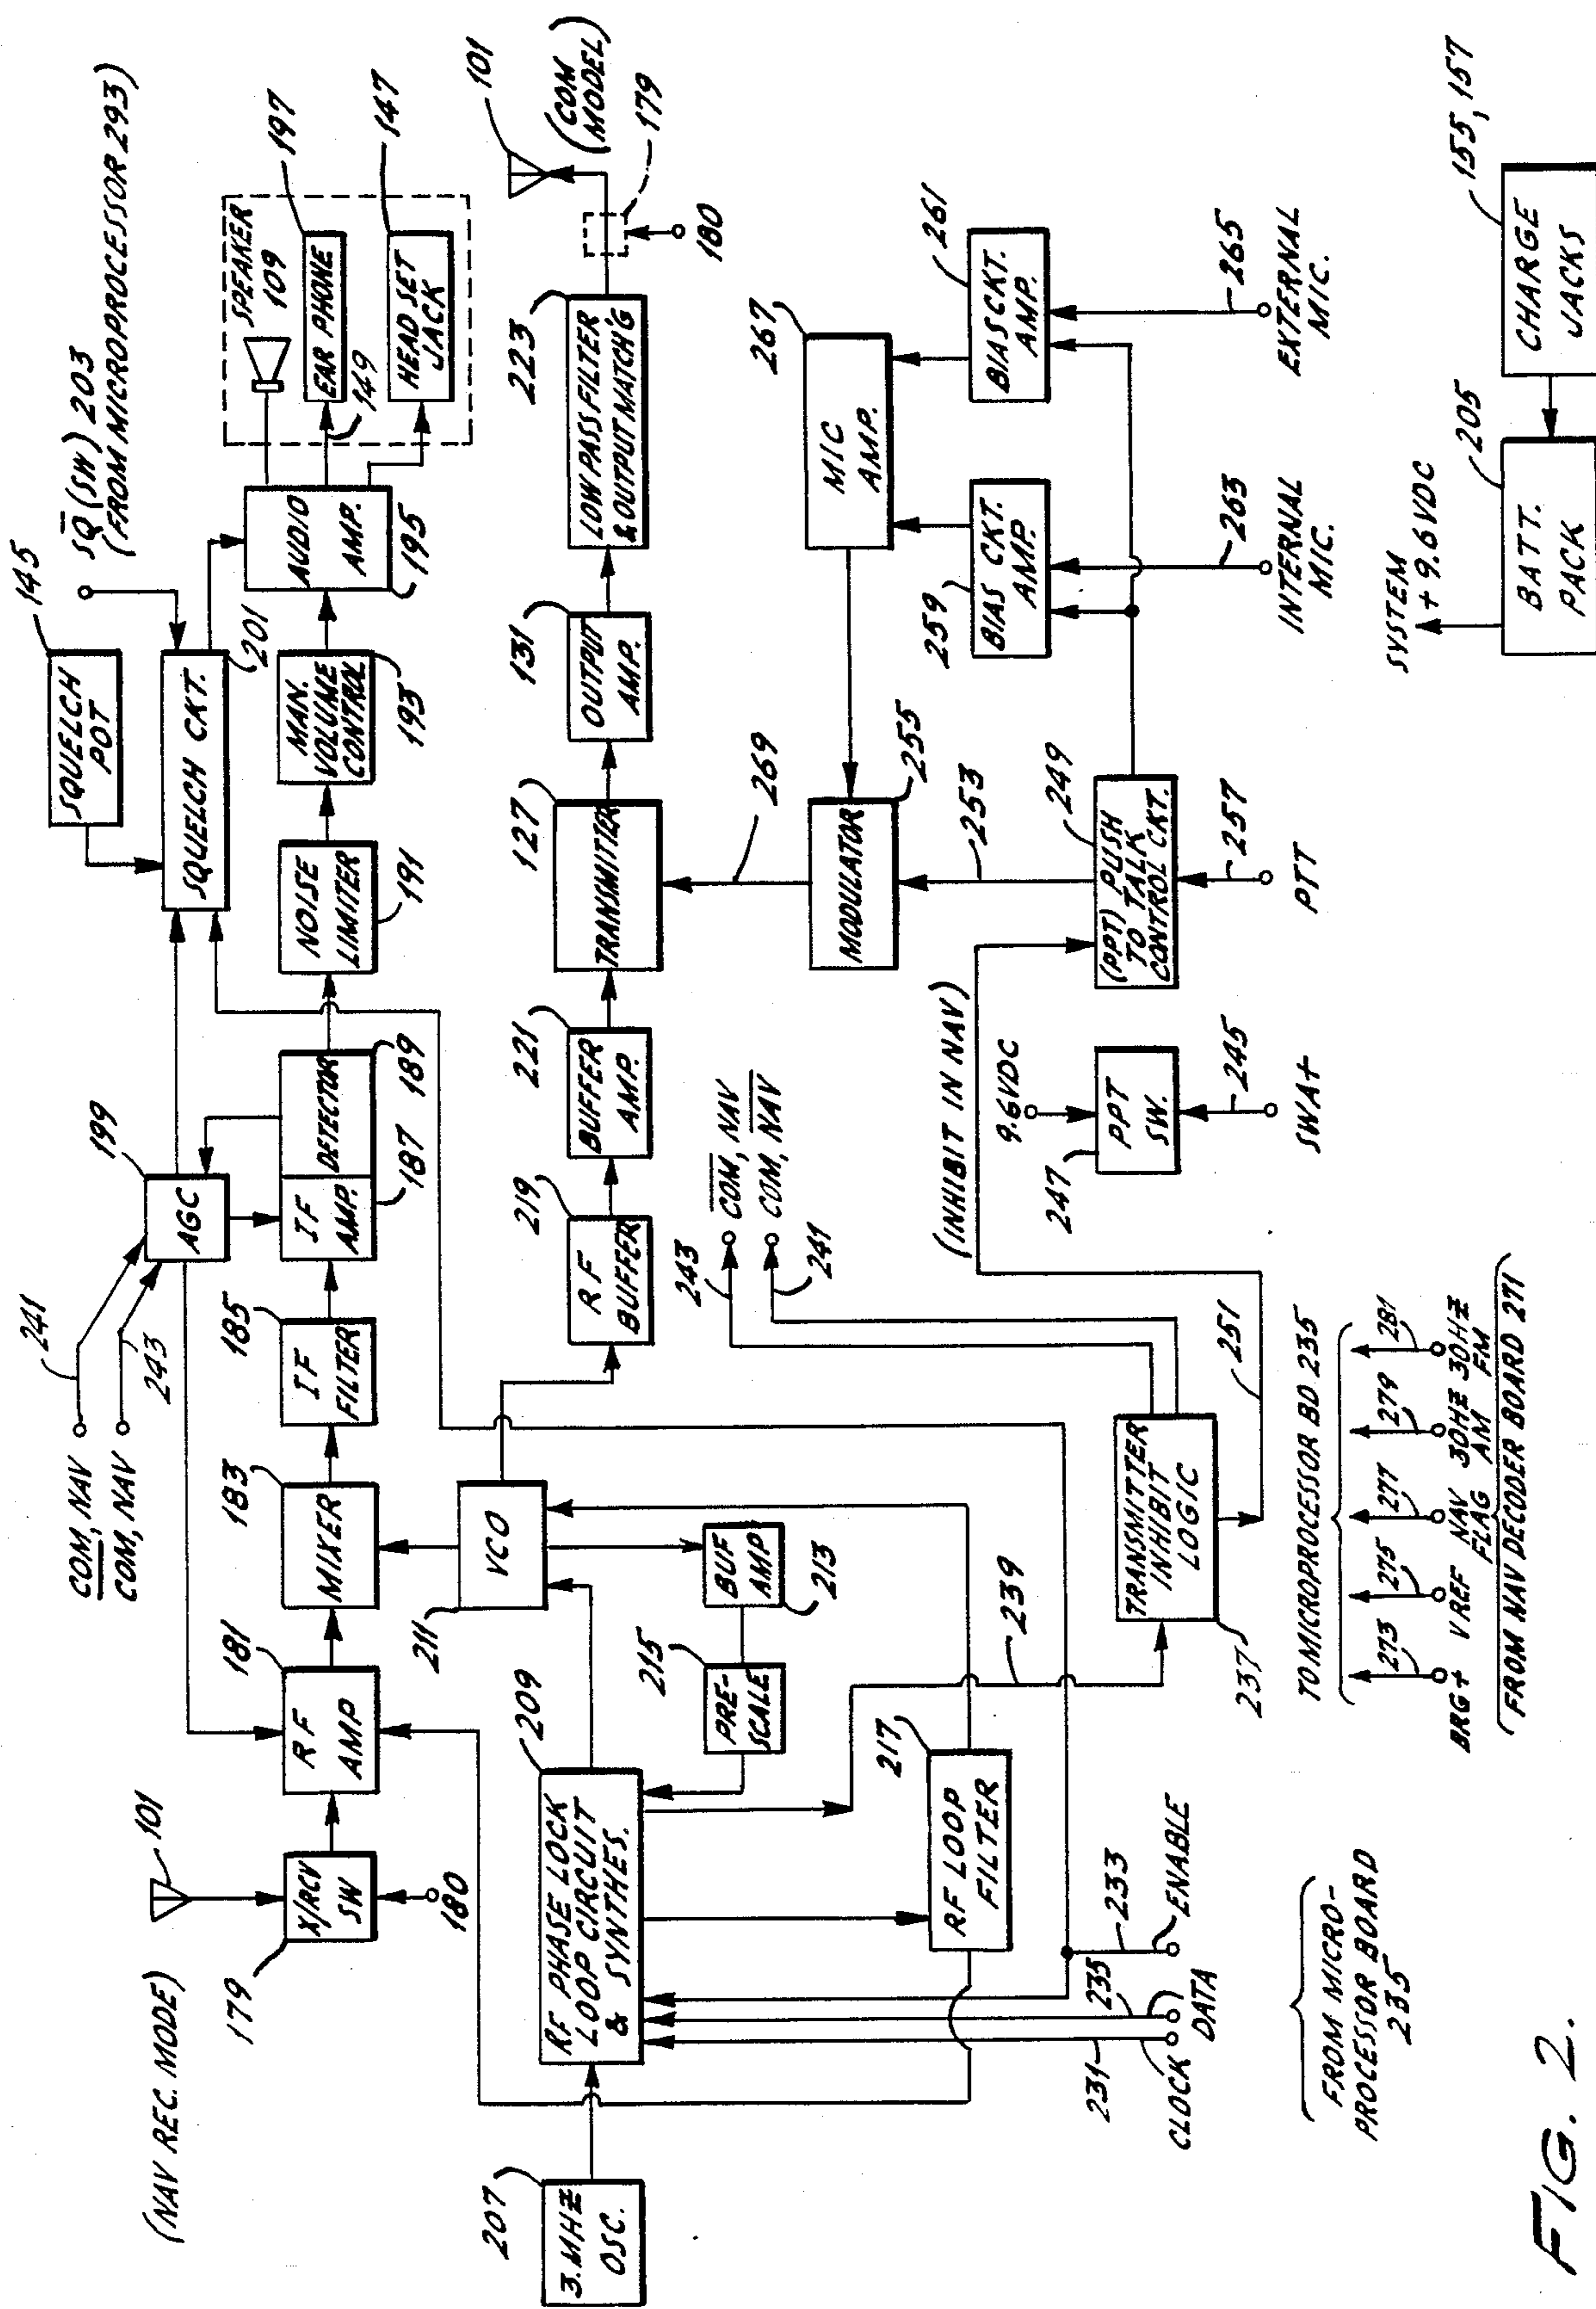 (NAV REC. MODE)
101
X/RCV
SW
179
180
RF
AMP
181
MIXER
183
IF
FILTER
185
IF
AMP.
187
DETECTOR
189
NOISE
LIMITER
191
MAN.
VOLUME
CONTROL
193
AUDIO
AMP.
195
SPEAKER
109
EAR PHONE
197
149
HEAD SET
JACK
147
C̅O̅M̅, NAV
COM, NAV
241
243
AGC
199
SQUELCH
POT
145
SQUELCH CKT.
201
S̅Q̅ (SW) 203
(FROM MICROPROCESSOR 293)
3.MHZ
OSC.
207
RF PHASE LOCK
LOOP CIRCUIT
& SYNTHES.
209
VCO
211
BUF
AMP
213
PRE-
SCALE
215
RF LOOP
FILTER
217
RF
BUFFER
219
BUFFER
AMP.
221
TRANSMITTER
127
OUTPUT
AMP.
131
LOW PASS FILTER
& OUTPUT MATCH'G
223
101
(COM
MODEL)
179
180
CLOCK
231
DATA
235
ENABLE
233
FROM MICRO-
PROCESSOR BOARD
235
239
TRANSMITTER
INHIBIT
LOGIC
237
243
C̅O̅M̅, NAV
COM, N̅A̅V̅
241
251
(INHIBIT IN NAV)
9.6VDC
PPT
SW.
247
245
SWA+
(PPT) PUSH
TO TALK
CONTROL CKT.
249
257
PTT
253
MODULATOR
255
269
MIC
AMP.
267
BIAS CKT.
AMP.
259
263
INTERNAL
MIC.
BIAS CKT.
AMP.
261
265
EXTERNAL
MIC.
TO MICROPROCESSOR BD 235
273
275
277
279
281
BRG+
VREF
NAV
FLAG
30HZ
AM
30HZ
FM
FROM NAV DECODER BOARD 271
SYSTEM
+ 9.6VDC
BATT.
PACK
205
CHARGE
JACKS
155, 157
FIG. 2.